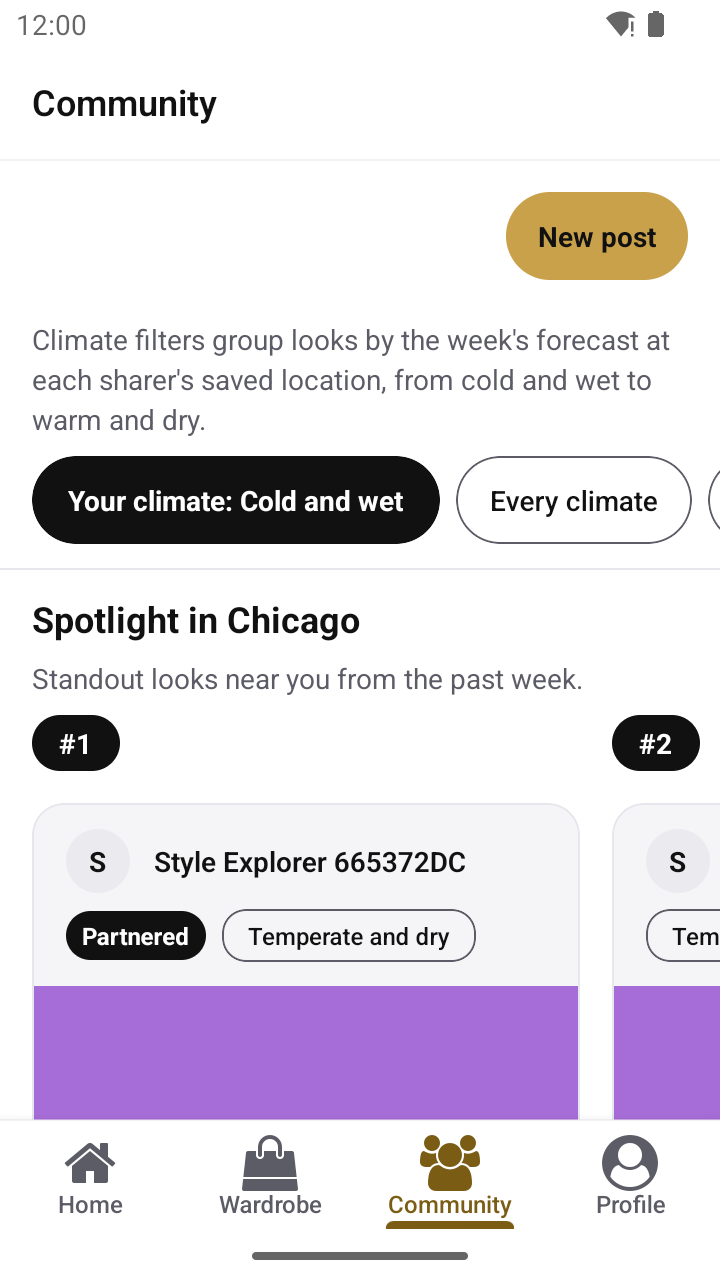 12:00
Community
New post
Climate filters group looks by the week's forecast at
each sharer's saved location, from cold and wet to
warm and dry.
Your climate: Cold and wet
Every climate
Spotlight in Chicago
Standout looks near you from the past week.
#1
#2
S
Style Explorer 665372DC
S
Partnered
Temperate and dry
Tem
Home
Wardrobe
Community
Profile